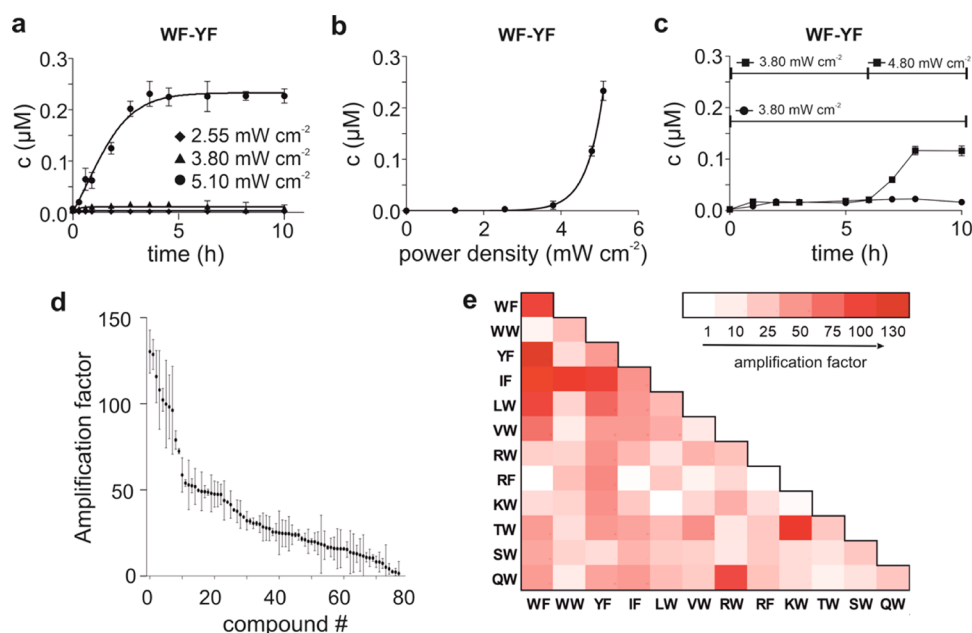 a
WF-YF
c (µM)
0.3
0.2
0.1
0.0
2.55 mW cm-2
3.80 mW cm-2
5.10 mW cm-2
0 5 10
time (h)
b
WF-YF
c (µM)
0.3
0.2
0.1
0.0
0 2 4 6
power density (mW cm-2)
c
WF-YF
c (µM)
0.3
0.2
0.1
0.0
3.80 mW cm-2
4.80 mW cm-2
3.80 mW cm-2
0 5 10
time (h)
d
Amplification factor
150
100
50
0
0 20 40 60 80
compound #
e
1 10 25 50 75 100 130
amplification factor
WF
WW
YF
IF
LW
VW
RW
RF
KW
TW
SW
QW
WF WW YF IF LW VW RW RF KW TW SW QW